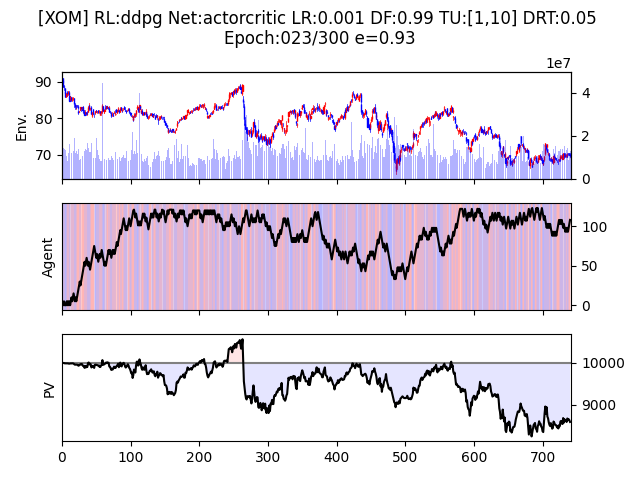 [XOM] RL:ddpg Net:actorcritic LR:0.001 DF:0.99 TU:[1,10] DRT:0.05
Epoch:023/300 e=0.93
1e7
90
80
70
Env.
4
2
0
Agent
100
50
0
PV
10000
9000
0 100 200 300 400 500 600 700